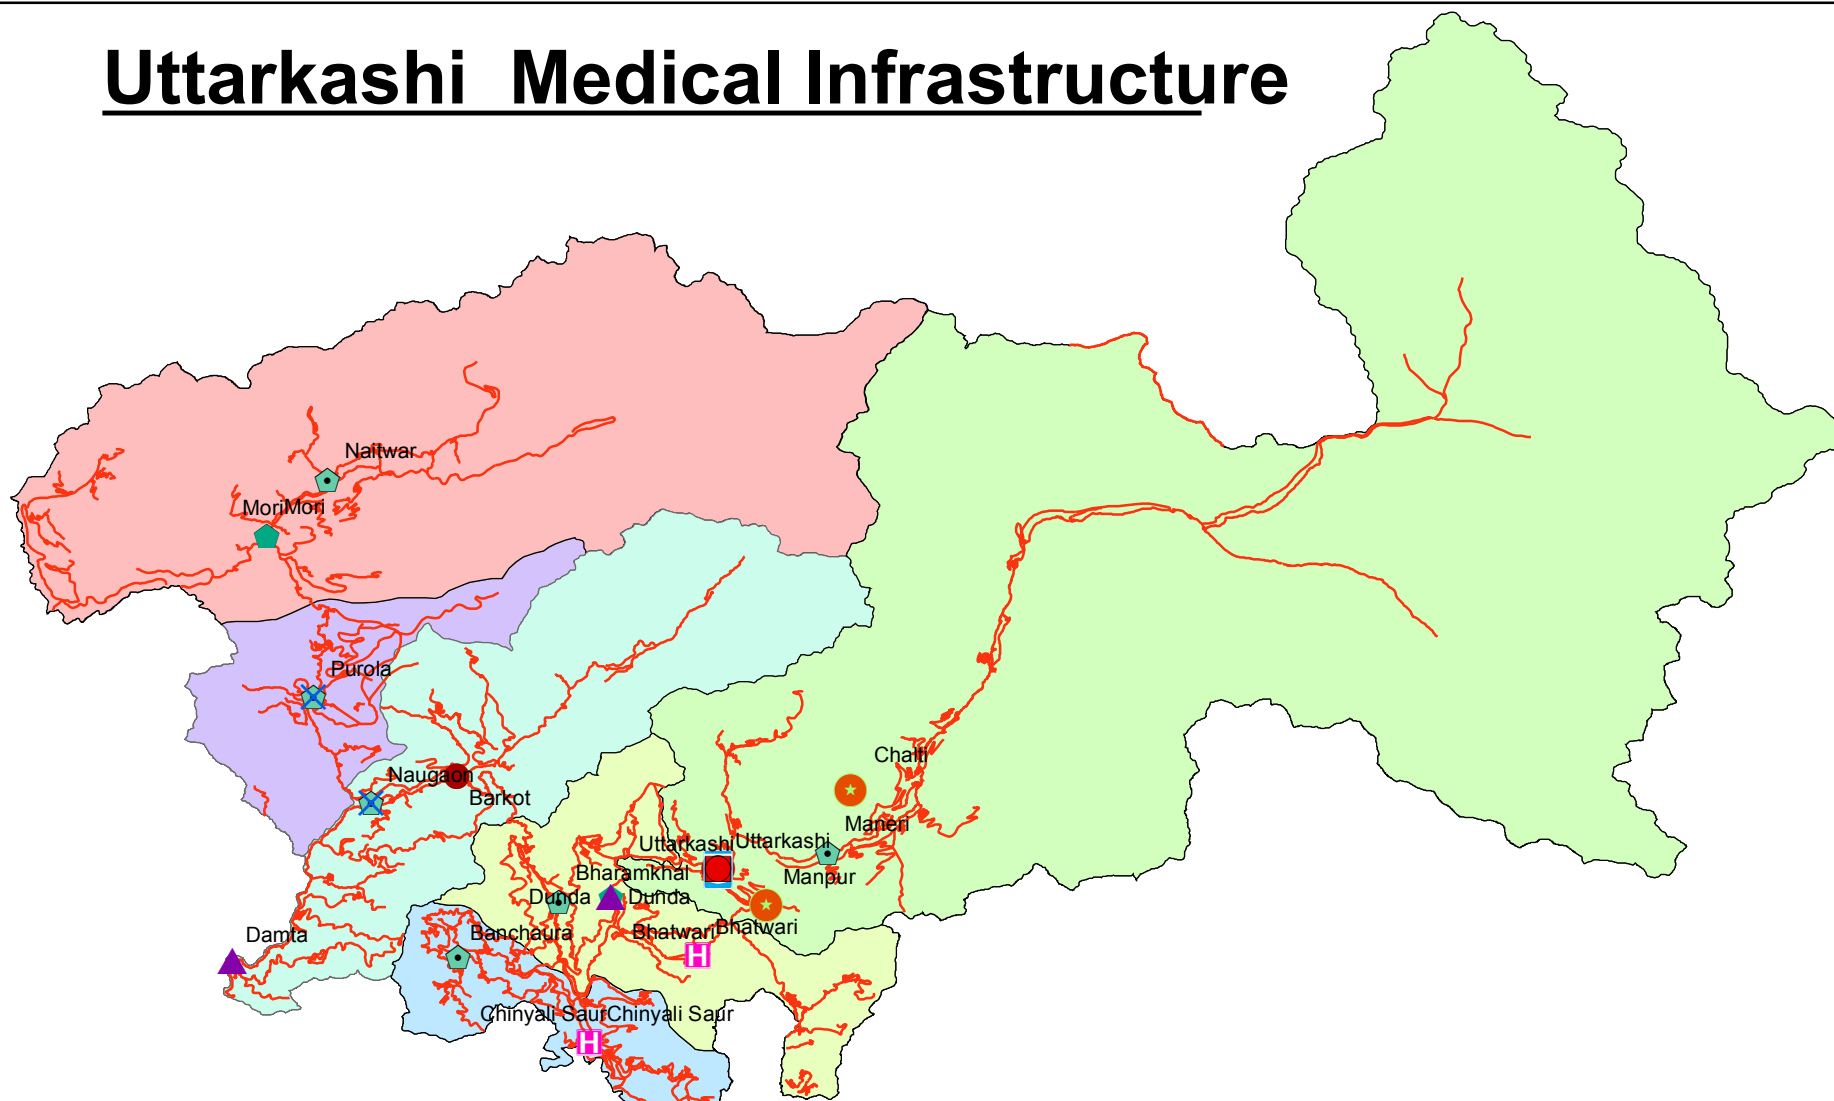 Uttarkashi Medical Infrastructure
Naitwar
MoriMori
Purola
Chaiti
Naugaon
Barkot
Maneri
UttarkashiUttarkashi
Bharamkhal
Manpur
Dunda Dunda
Bhatwari Bhatwari
Banchaura
Damta
Chinyali SaurChinyali Saur
H
H